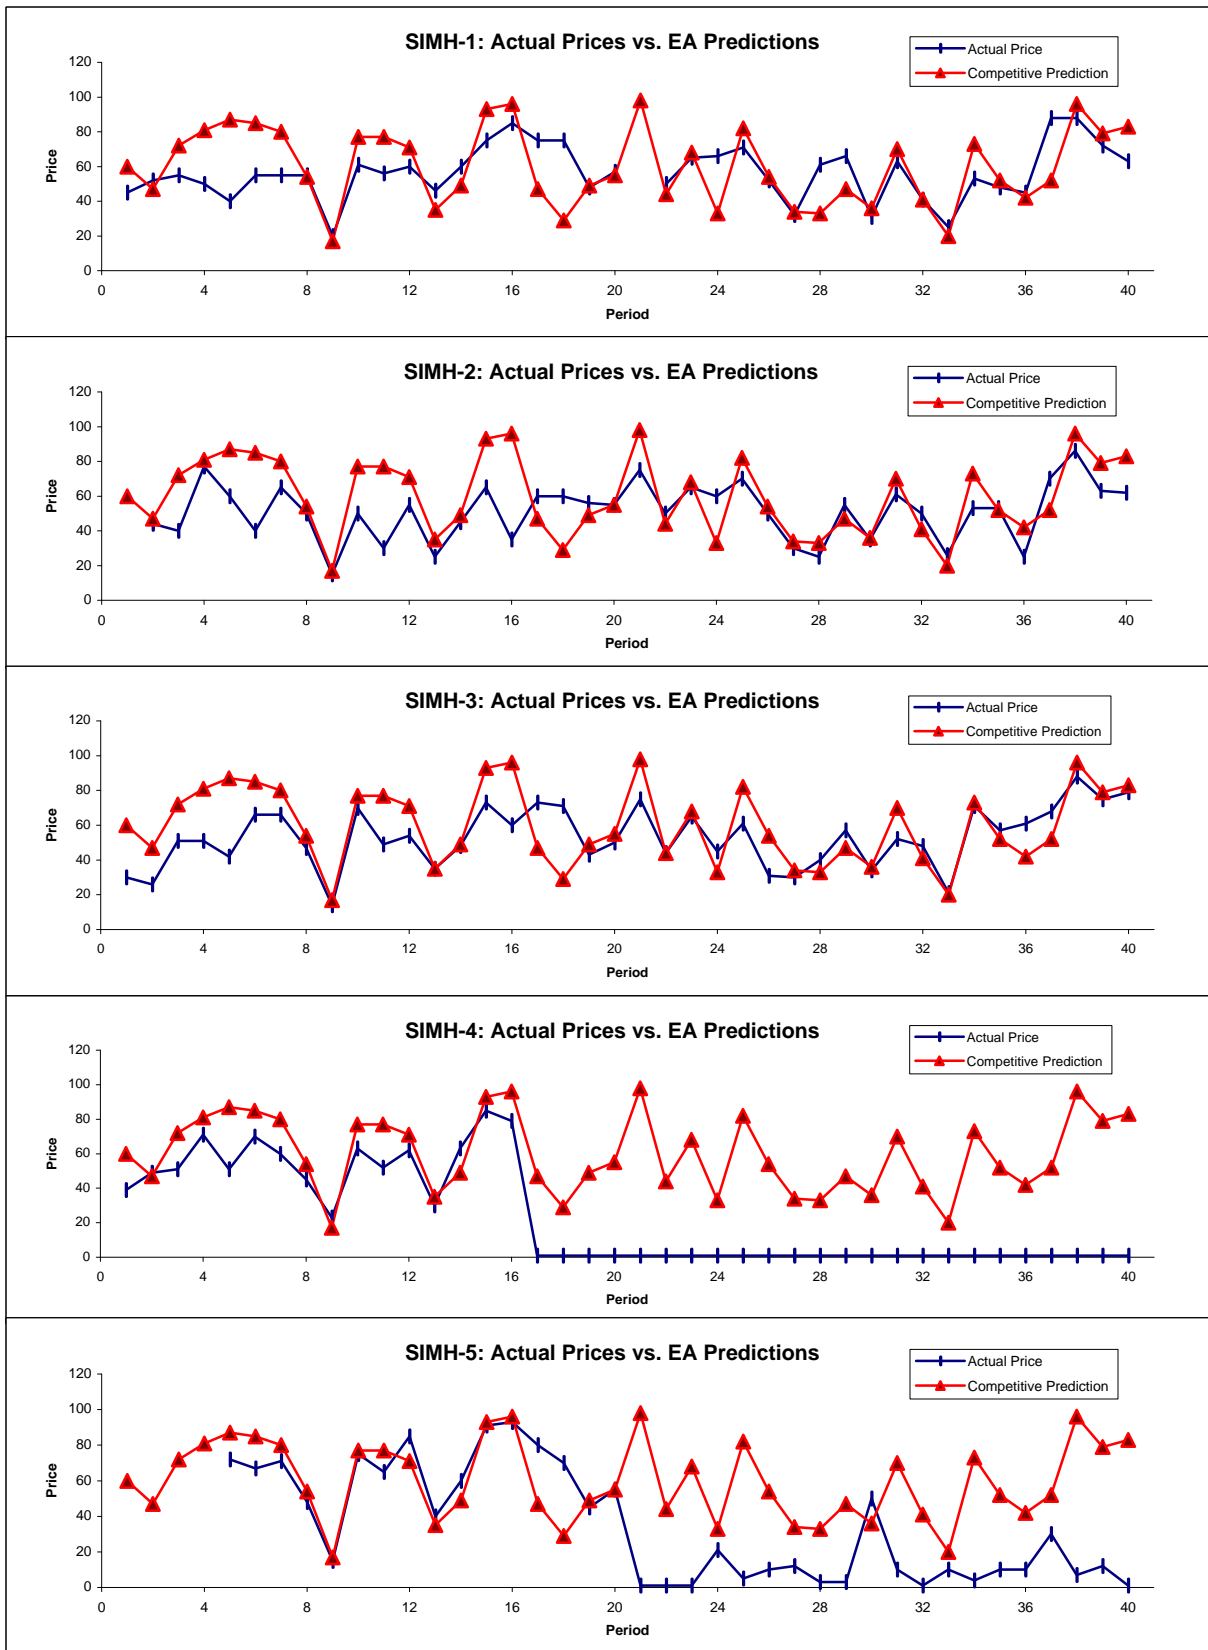 SIMH-1: Actual Prices vs. EA Predictions
Actual Price
Competitive Prediction
Price
120
100
80
60
40
20
0
0 4 8 12 16 20 24 28 32 36 40
Period
SIMH-2: Actual Prices vs. EA Predictions
Actual Price
Competitive Prediction
Price
120
100
80
60
40
20
0
0 4 8 12 16 20 24 28 32 36 40
Period
SIMH-3: Actual Prices vs. EA Predictions
Actual Price
Competitive Prediction
Price
120
100
80
60
40
20
0
0 4 8 12 16 20 24 28 32 36 40
Period
SIMH-4: Actual Prices vs. EA Predictions
Actual Price
Competitive Prediction
Price
120
100
80
60
40
20
0
0 4 8 12 16 20 24 28 32 36 40
Period
SIMH-5: Actual Prices vs. EA Predictions
Actual Price
Competitive Prediction
Price
120
100
80
60
40
20
0
0 4 8 12 16 20 24 28 32 36 40
Period